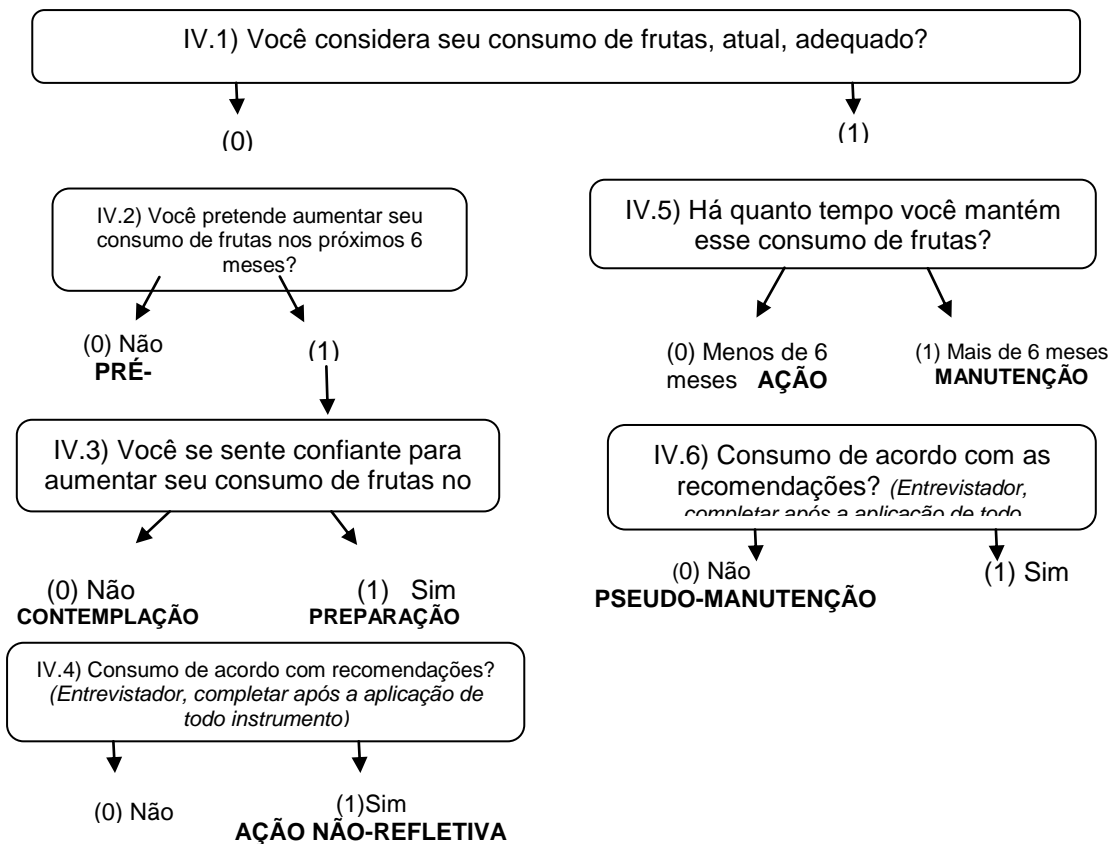 IV.1) Você considera seu consumo de frutas, atual, adequado?
(0)
(1)
IV.2) Você pretende aumentar seu
consumo de frutas nos próximos 6
meses?
(0) Não
PRÉ-
(1)
IV.3) Você se sente confiante para
aumentar seu consumo de frutas no
(0) Não
CONTEMPLAÇÃO
(1) Sim
PREPARAÇÃO
IV.4) Consumo de acordo com recomendações?
(Entrevistador, completar após a aplicação de
todo instrumento)
(0) Não
(1)Sim
AÇÃO NÃO-REFLETIVA
IV.5) Há quanto tempo você mantém
esse consumo de frutas?
(0) Menos de 6
meses AÇÃO
(1) Mais de 6 meses
MANUTENÇÃO
IV.6) Consumo de acordo com as
recomendações? (Entrevistador,
completar após a aplicação de todo
(0) Não
PSEUDO-MANUTENÇÃO
(1) Sim